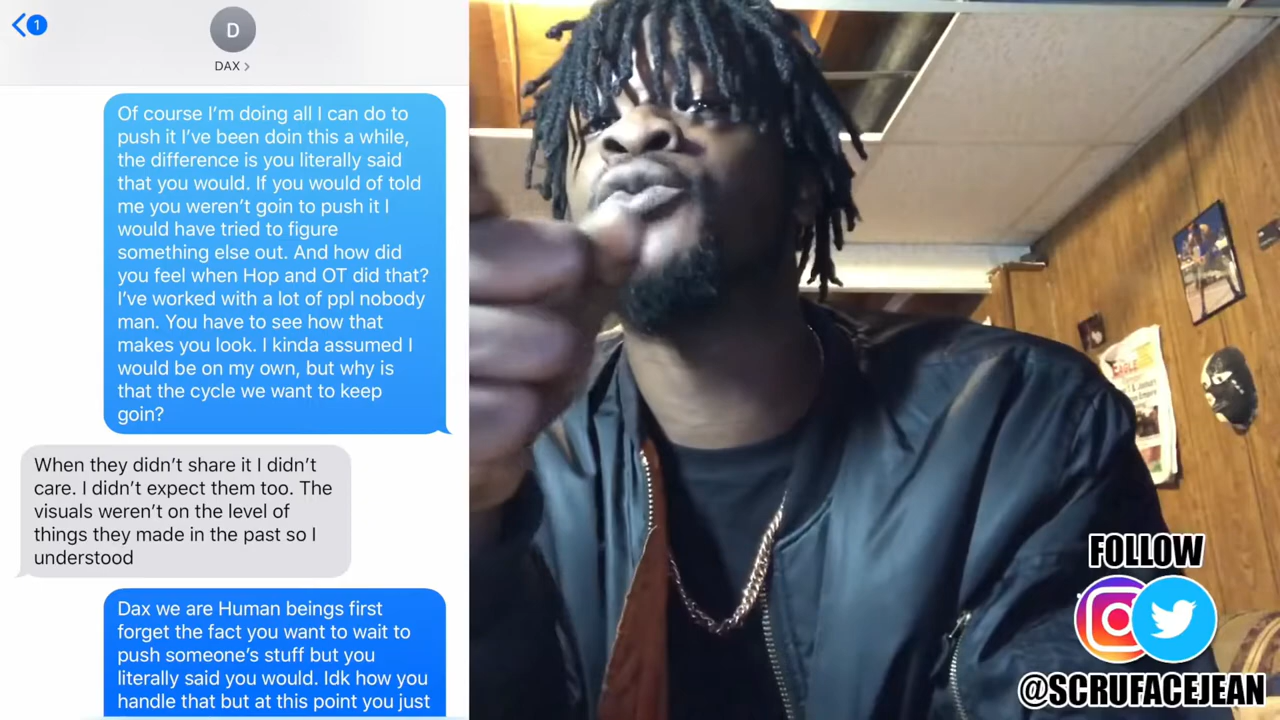 1
D
DAX >
Of course I'm doing all I can do to
push it I've been doin this a while,
the difference is you literally said
that you would. If you would of told
me you weren't goin to push it I
would have tried to figure
something else out. And how did
you feel when Hop and OT did that?
I've worked with a lot of ppl nobody
man. You have to see how that
makes you look. I kinda assumed I
would be on my own, but why is
that the cycle we want to keep
goin?
When they didn't share it I didn't
care. I didn't expect them too. The
visuals weren't on the level of
things they made in the past so I
understood
Dax we are Human beings first
forget the fact you want to wait to
push someone's stuff but you
literally said you would. Idk how you
handle that but at this point you just
EAGLE
FOLLOW
@SCRUFACEJEAN